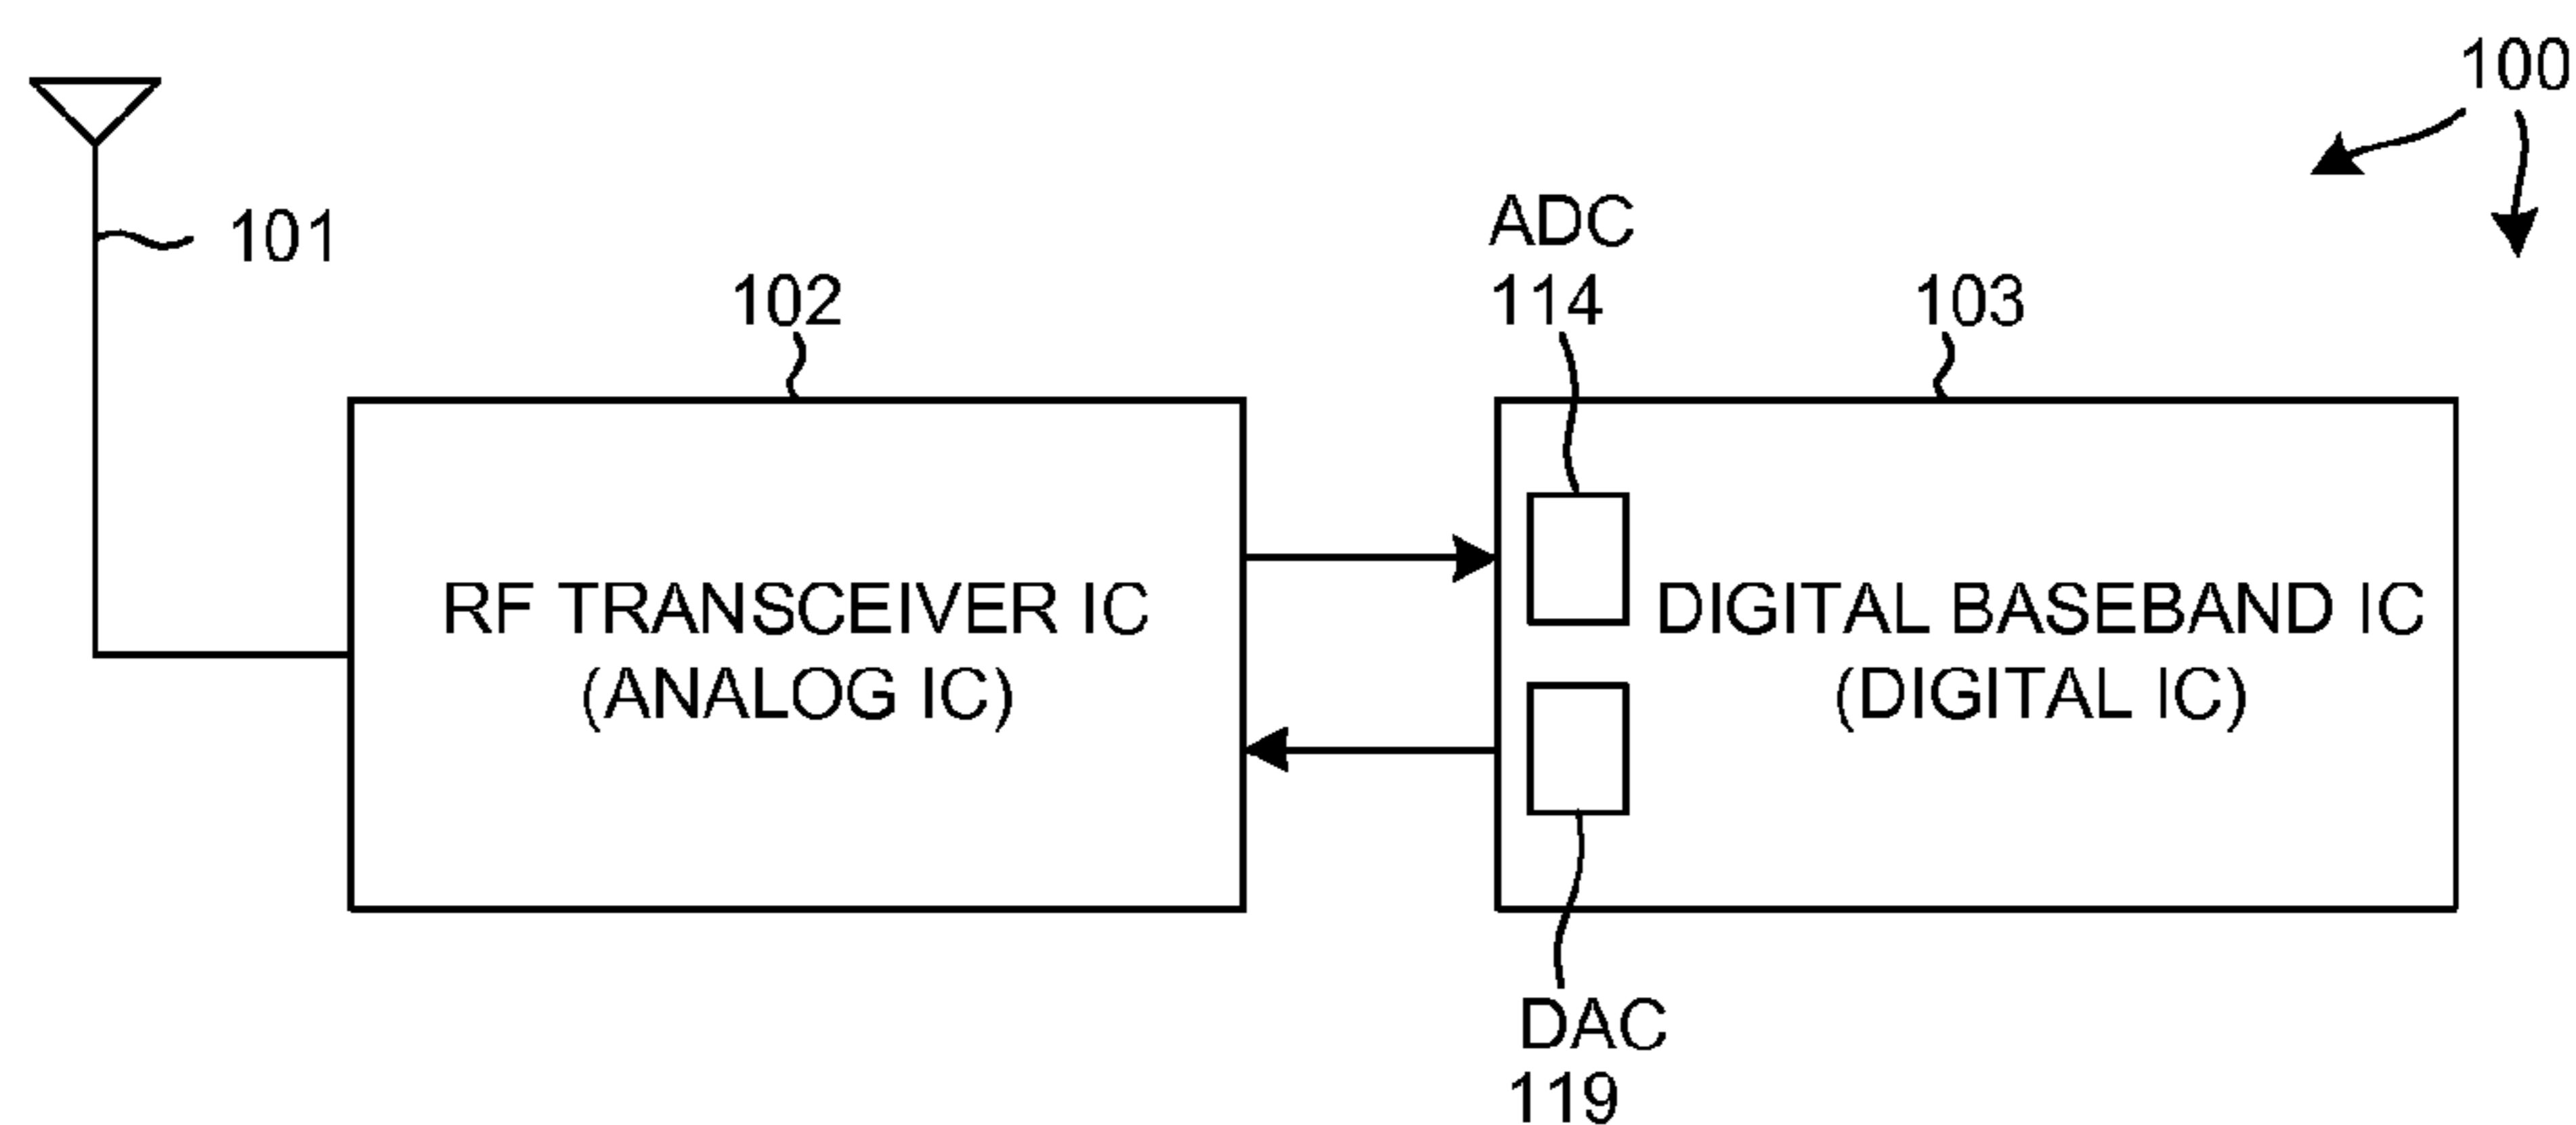 100
101
ADC
114
102
103
RF TRANSCEIVER IC
(ANALOG IC)
DIGITAL BASEBAND IC
(DIGITAL IC)
DAC
119